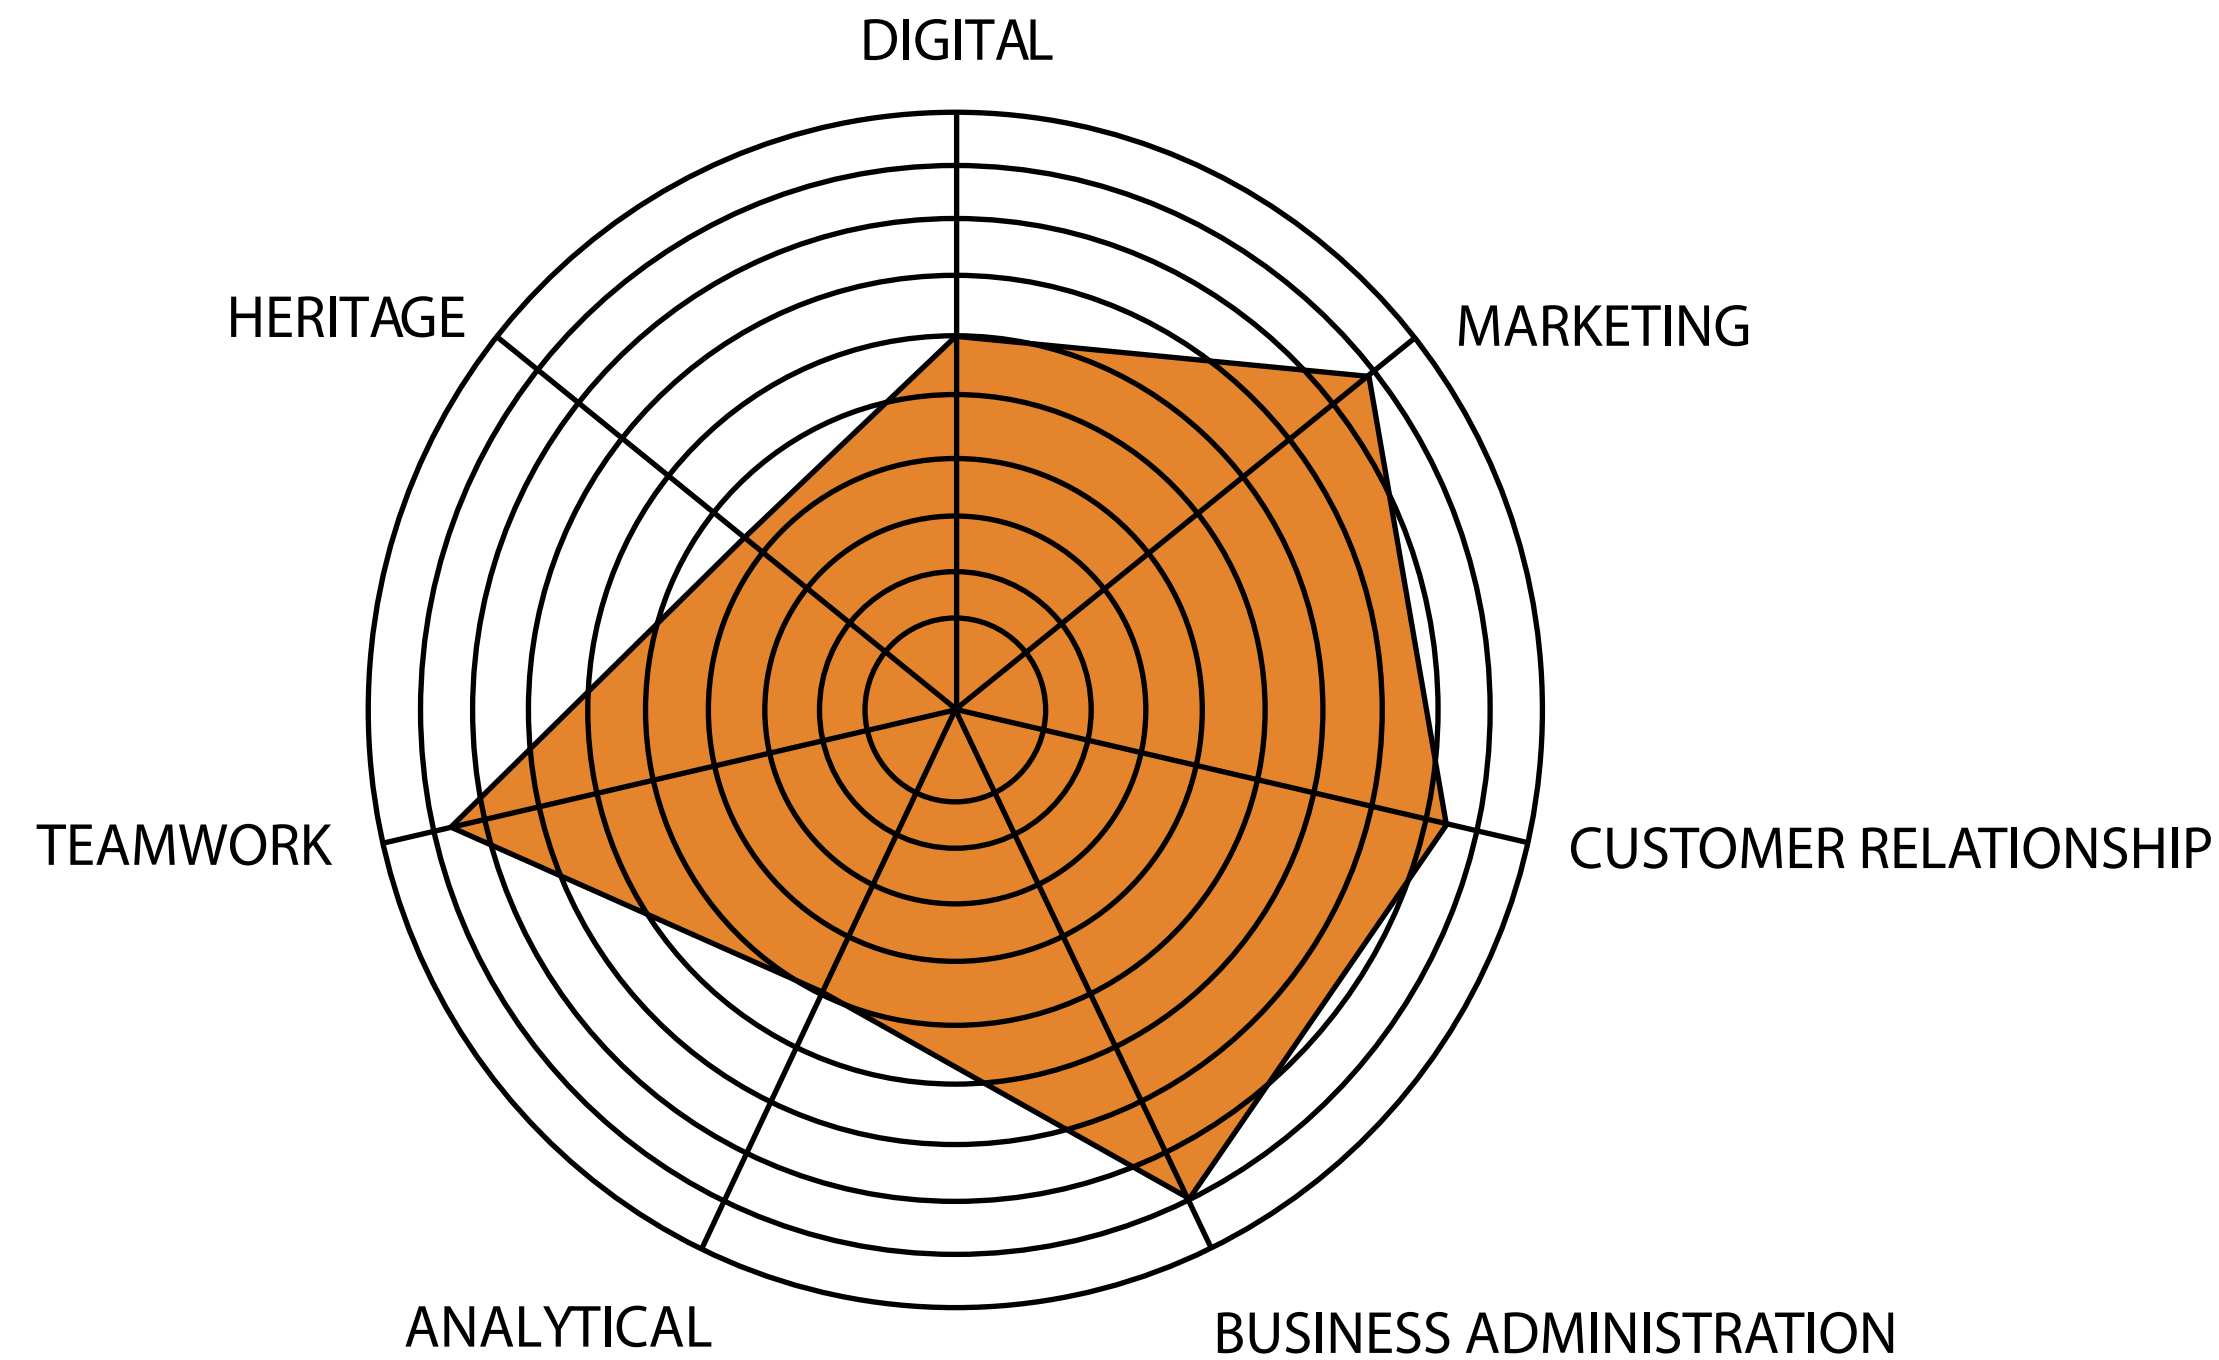 DIGITAL
HERITAGE
MARKETING
TEAMWORK
CUSTOMER RELATIONSHIP
ANALYTICAL
BUSINESS ADMINISTRATION